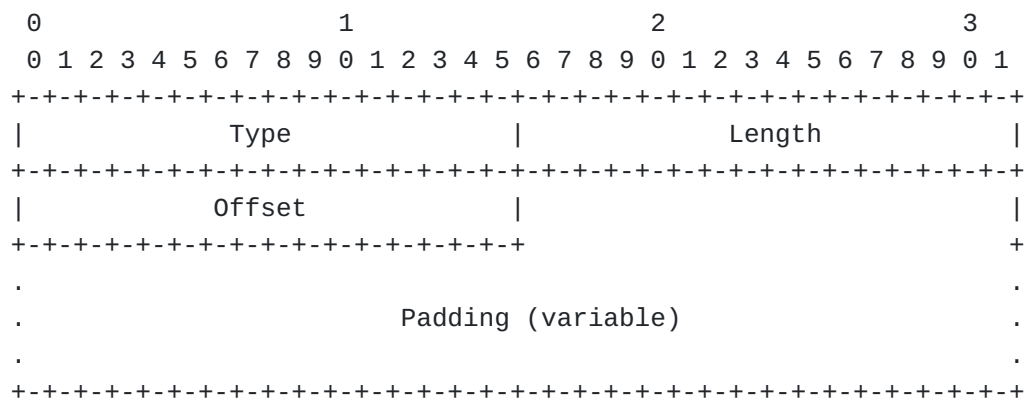 0                   1                   2                   3
 0 1 2 3 4 5 6 7 8 9 0 1 2 3 4 5 6 7 8 9 0 1 2 3 4 5 6 7 8 9 0 1
+-+-+-+-+-+-+-+-+-+-+-+-+-+-+-+-+-+-+-+-+-+-+-+-+-+-+-+-+-+-+-+-+
|             Type              |             Length            |
+-+-+-+-+-+-+-+-+-+-+-+-+-+-+-+-+-+-+-+-+-+-+-+-+-+-+-+-+-+-+-+-+
|            Offset             |                               |
+-+-+-+-+-+-+-+-+-+-+-+-+-+-+-+-+                               +
.                                                               .
.                        Padding (variable)                     .
.                                                               .
+-+-+-+-+-+-+-+-+-+-+-+-+-+-+-+-+-+-+-+-+-+-+-+-+-+-+-+-+-+-+-+-+